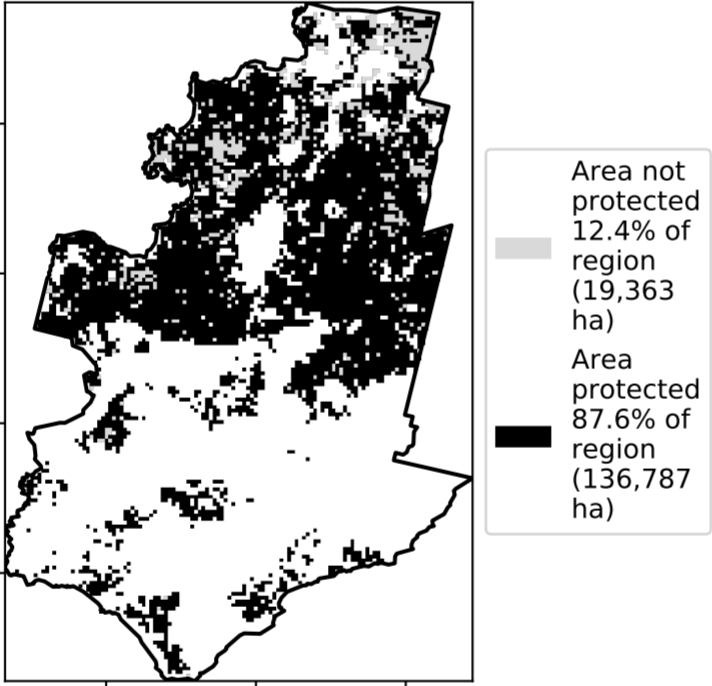 Area not
protected
12.4% of
region
(19,363
ha)
Area
protected
87.6% of
region
(136,787
ha)